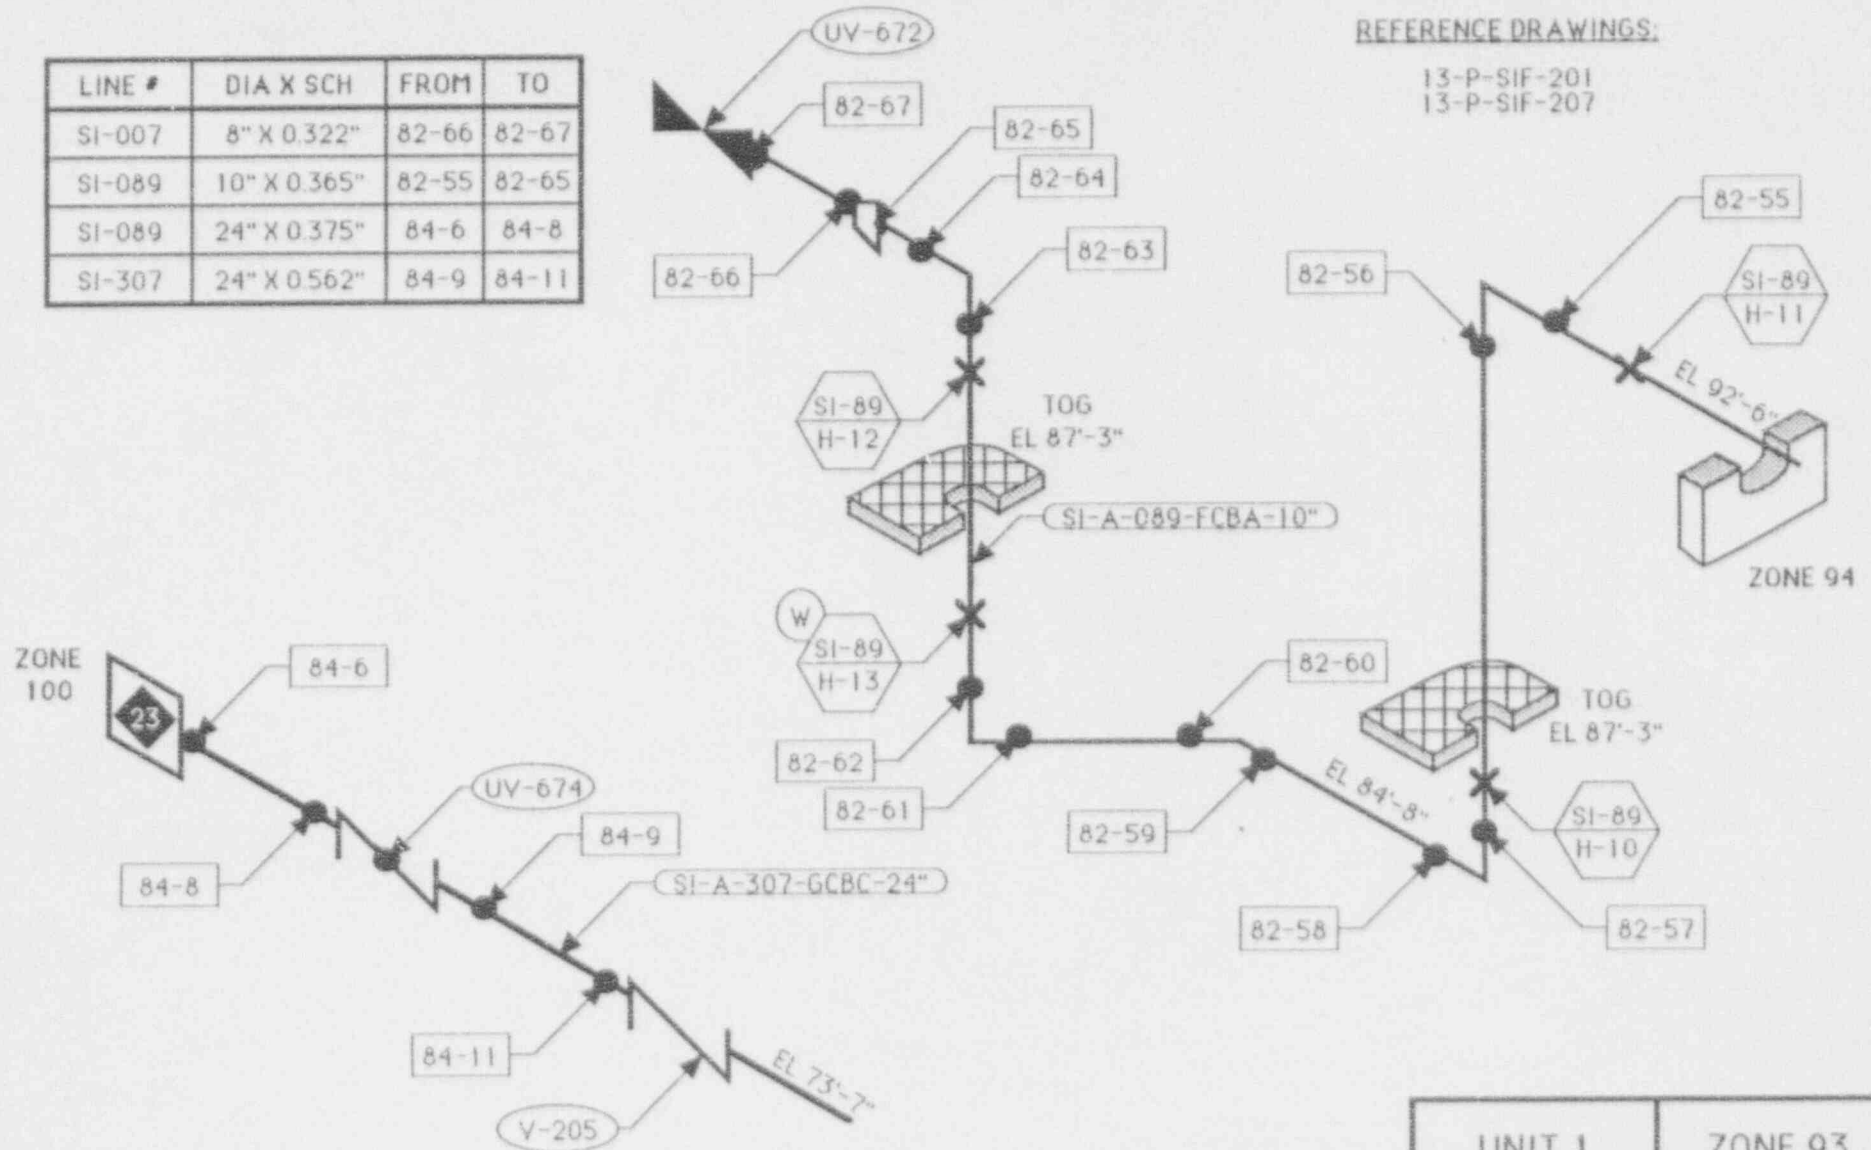 LINE # DIA X SCH FROM TO
SI-007 8" X 0.322" 82-66 82-67
SI-089 10" X 0.365" 82-55 82-65
SI-089 24" X 0.375" 84-6 84-8
SI-307 24" X 0.562" 84-9 84-11
REFERENCE DRAWINGS:
13-P-SIF-201
13-P-SIF-207
UV-672
82-67
82-65
82-64
82-66
82-63
82-55
82-56
SI-89
H-11
EL 92'-6"
ZONE 94
SI-89
H-12
TOG
EL 87'-3"
SI-A-089-FCBA-10"
W
SI-89
H-13
82-62
82-61
82-60
82-59
EL 84'-8"
TOG
EL 87'-3"
SI-89
H-10
82-58
82-57
ZONE
100
23
84-6
84-8
UV-674
84-9
SI-A-307-GCBC-24"
84-11
V-205
EL 73'-7"
UNIT 1 ZONE 93